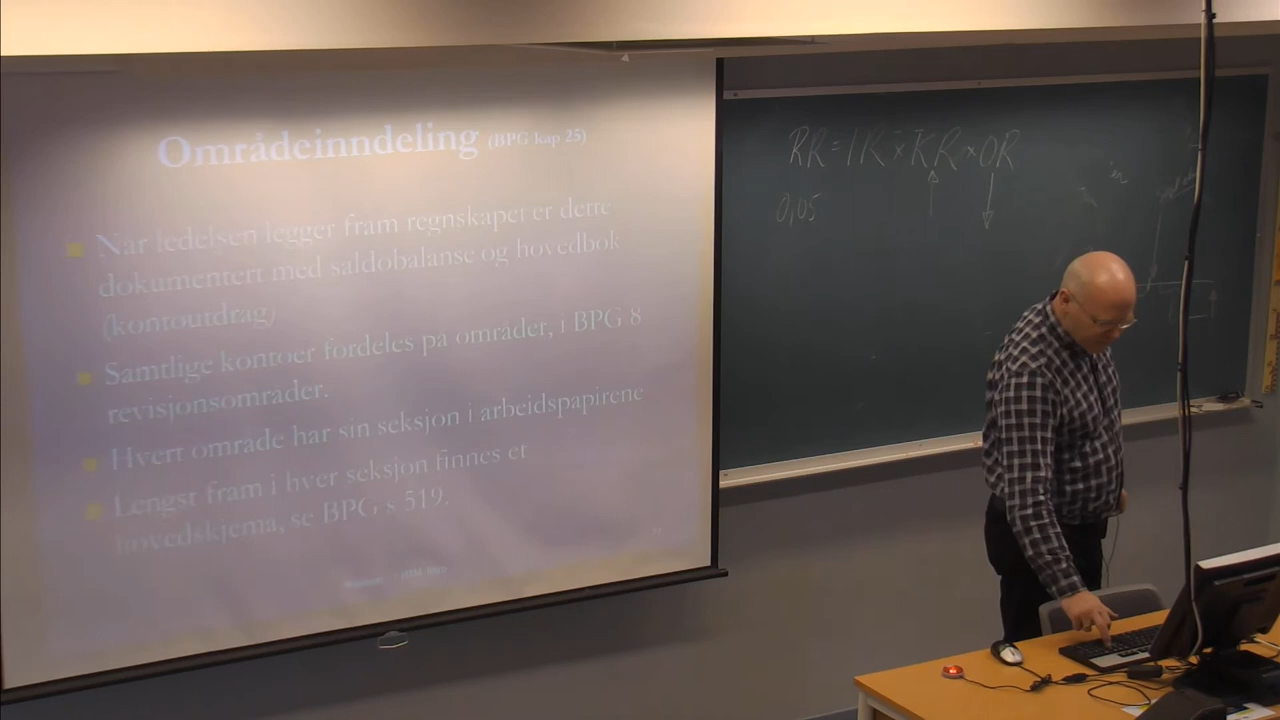 Områdeinndeling (BPG kap 25)
Når ledelsen legger fram regnskapet er dette
dokumentert med saldobalanse og hovedbok
(kontoutdrag)
Samtlige kontoer fordeles på områder, i BPG 8
revisjonsområder.
Hvert område har sin seksjon i arbeidspapirene
Lengst fram i hver seksjon finnes et
hovedskjema, se BPG s 519.
RR = IR × KR × OR
0,05